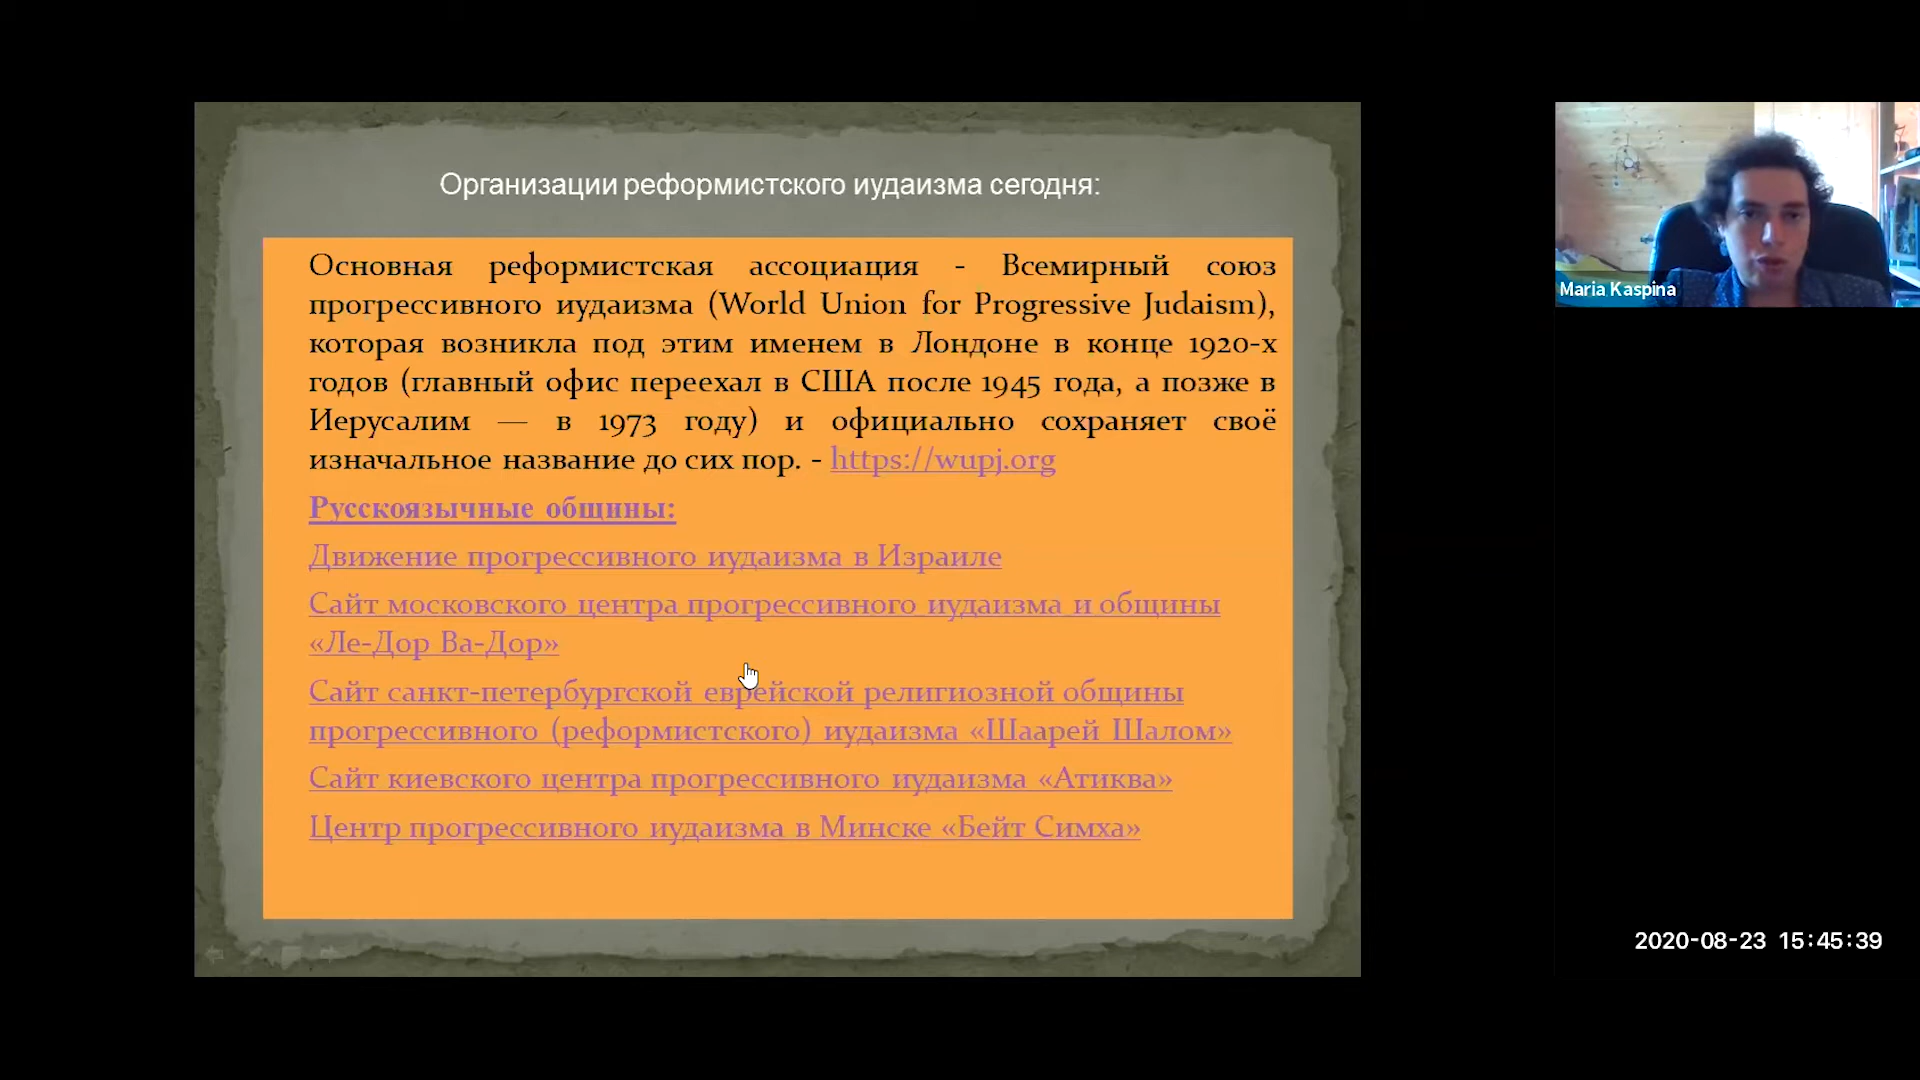 Организации реформистского иудаизма сегодня:
Основная реформистская ассоциация - Всемирный союз
прогрессивного иудаизма (World Union for Progressive Judaism),
которая возникла под этим именем в Лондоне в конце 1920-х
годов (главный офис переехал в США после 1945 года, а позже в
Иерусалим — в 1973 году) и официально сохраняет своё
изначальное название до сих пор. - https://wupj.org
Русскоязычные общины:
Движение прогрессивного иудаизма в Израиле
Сайт московского центра прогрессивного иудаизма и общины
«Ле-Дор Ва-Дор»
Сайт санкт-петербургской еврейской религиозной общины
прогрессивного (реформистского) иудаизма «Шаарей Шалом»
Сайт киевского центра прогрессивного иудаизма «Атиква»
Центр прогрессивного иудаизма в Минске «Бейт Симха»
Maria Kaspina
2020-08-23 15:45:39